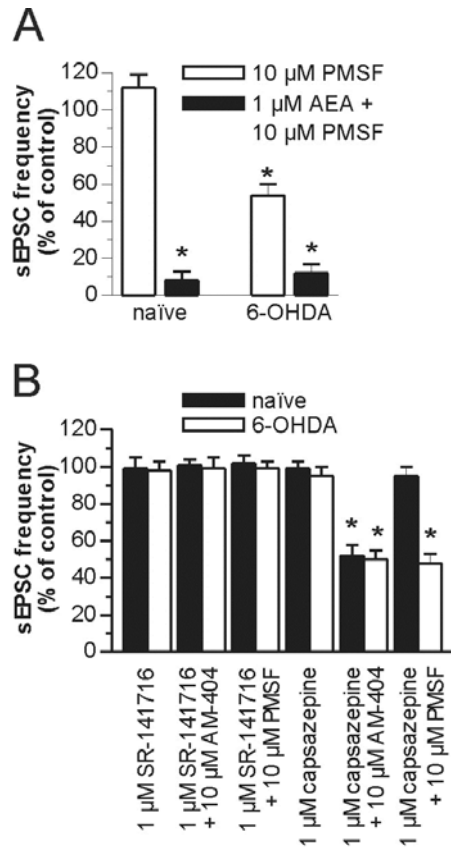 A
sEPSC frequency
(% of control)
120
100
80
60
40
20
0
10 µM PMSF
1 µM AEA +
10 µM PMSF
*
*
*
naïve
6-OHDA
B
naïve
6-OHDA
sEPSC frequency
(% of control)
120
100
80
60
40
20
0
*
*
*
1 µM SR-141716
1 µM SR-141716
+ 10 µM AM-404
1 µM SR-141716
+ 10 µM PMSF
1 µM capsazepine
1 µM capsazepine
+ 10 µM AM-404
1 µM capsazepine
+ 10 µM PMSF